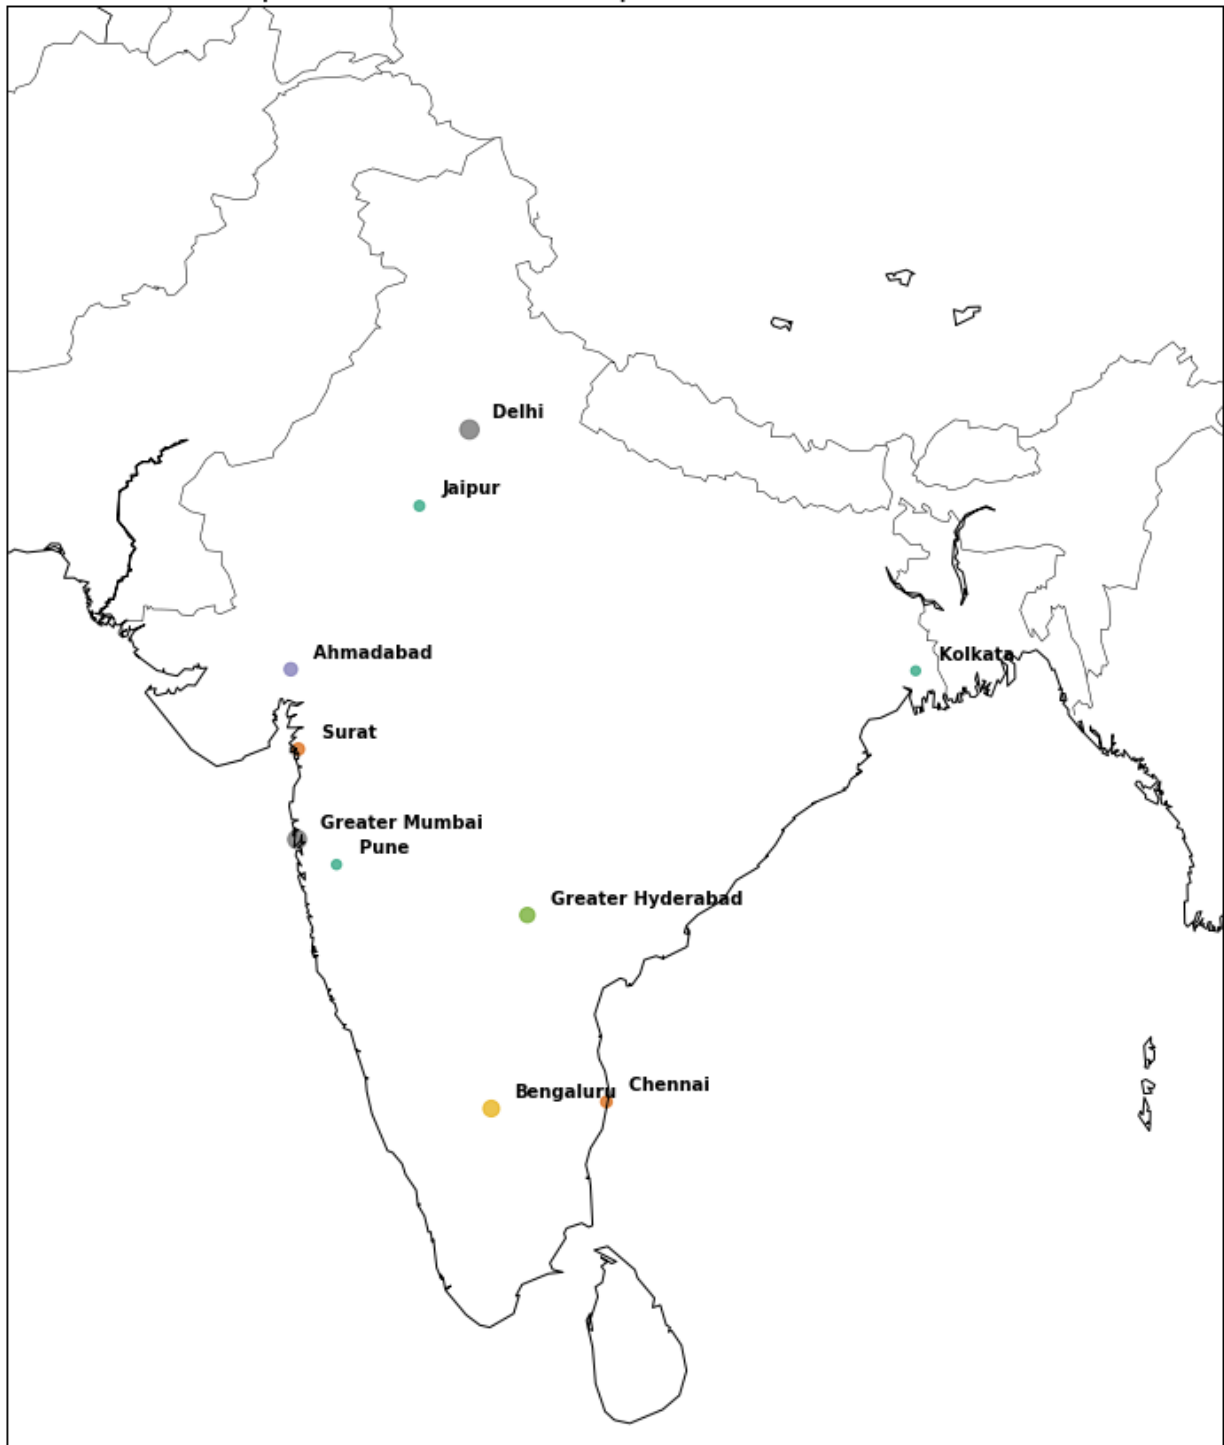 Delhi
Jaipur
Ahmadabad
Kolkata
Surat
Greater Mumbai
Pune
Greater Hyderabad
Chennai
Bengaluru